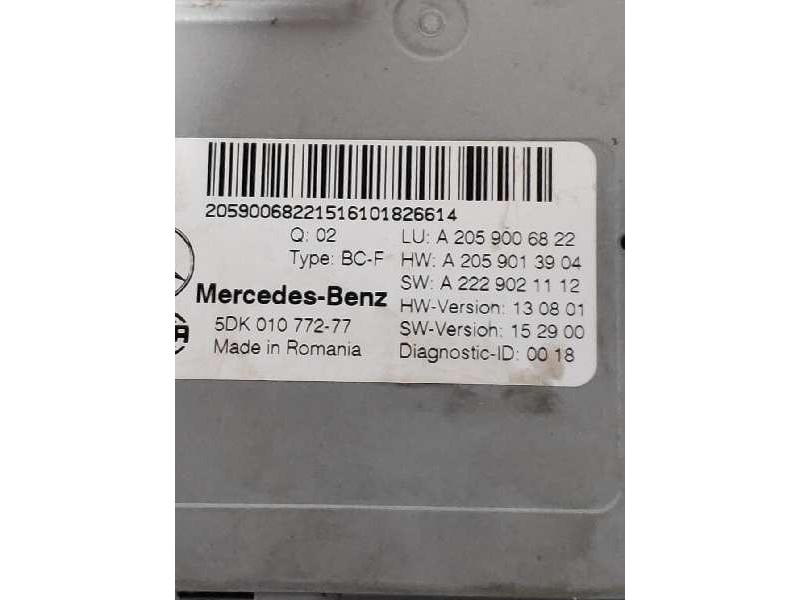 2059006822151610182​6614
Q: 02
LU: A 205 900 68 22
Type: BC-F
HW: A 205 901 39 04
SW: A 222 902 11 12
Mercedes-Benz
HW-Version: 13 08 01
5DK 010 772-77
SW-Version: 15 29 00
A
Made in Romania
Diagnostic-ID: 00 18